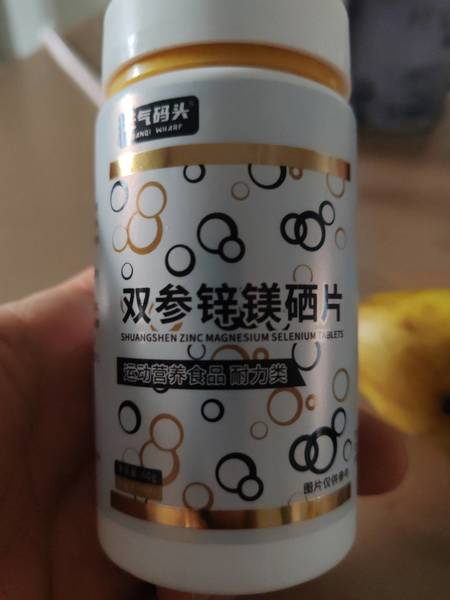 气码头
WHARF
双参锌镁硒片
SHUANGSHEN ZINC MAGNESIUM SELENIUM TABLETS
运动营养食品 耐力类
图片仅供参考